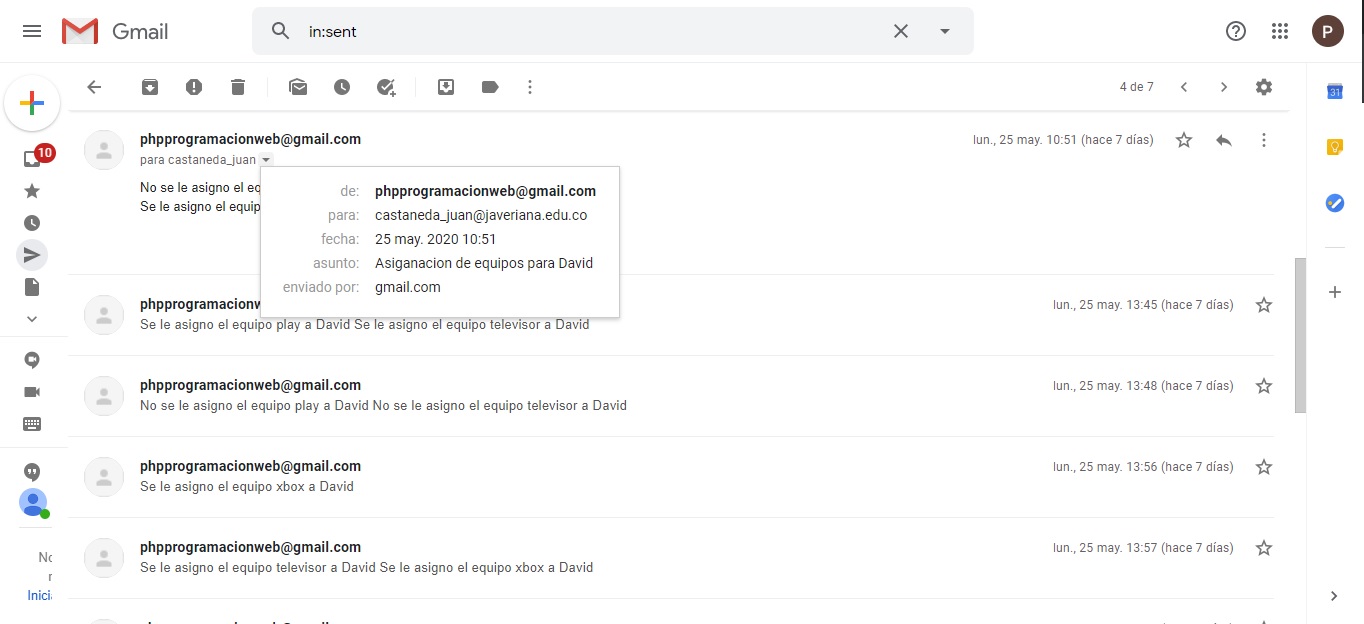 Gmail
in:sent
P
4 de 7
31
10
phpprogramacionweb@gmail.com
lun., 25 may. 10:51 (hace 7 días)
para castaneda_juan
No se le asigno el eq
Se le asigno el equip
de: phpprogramacionweb@gmail.com
para: castaneda_juan@javeriana.edu.co
fecha: 25 may. 2020 10:51
asunto: Asiganacion de equipos para David
enviado por: gmail.com
phpprogramacionw
lun., 25 may. 13:45 (hace 7 días)
Se le asigno el equipo play a David Se le asigno el equipo televisor a David
phpprogramacionweb@gmail.com
lun., 25 may. 13:48 (hace 7 días)
No se le asigno el equipo play a David No se le asigno el equipo televisor a David
phpprogramacionweb@gmail.com
lun., 25 may. 13:56 (hace 7 días)
Se le asigno el equipo xbox a David
phpprogramacionweb@gmail.com
lun., 25 may. 13:57 (hace 7 días)
Se le asigno el equipo televisor a David Se le asigno el equipo xbox a David
No
Inicia